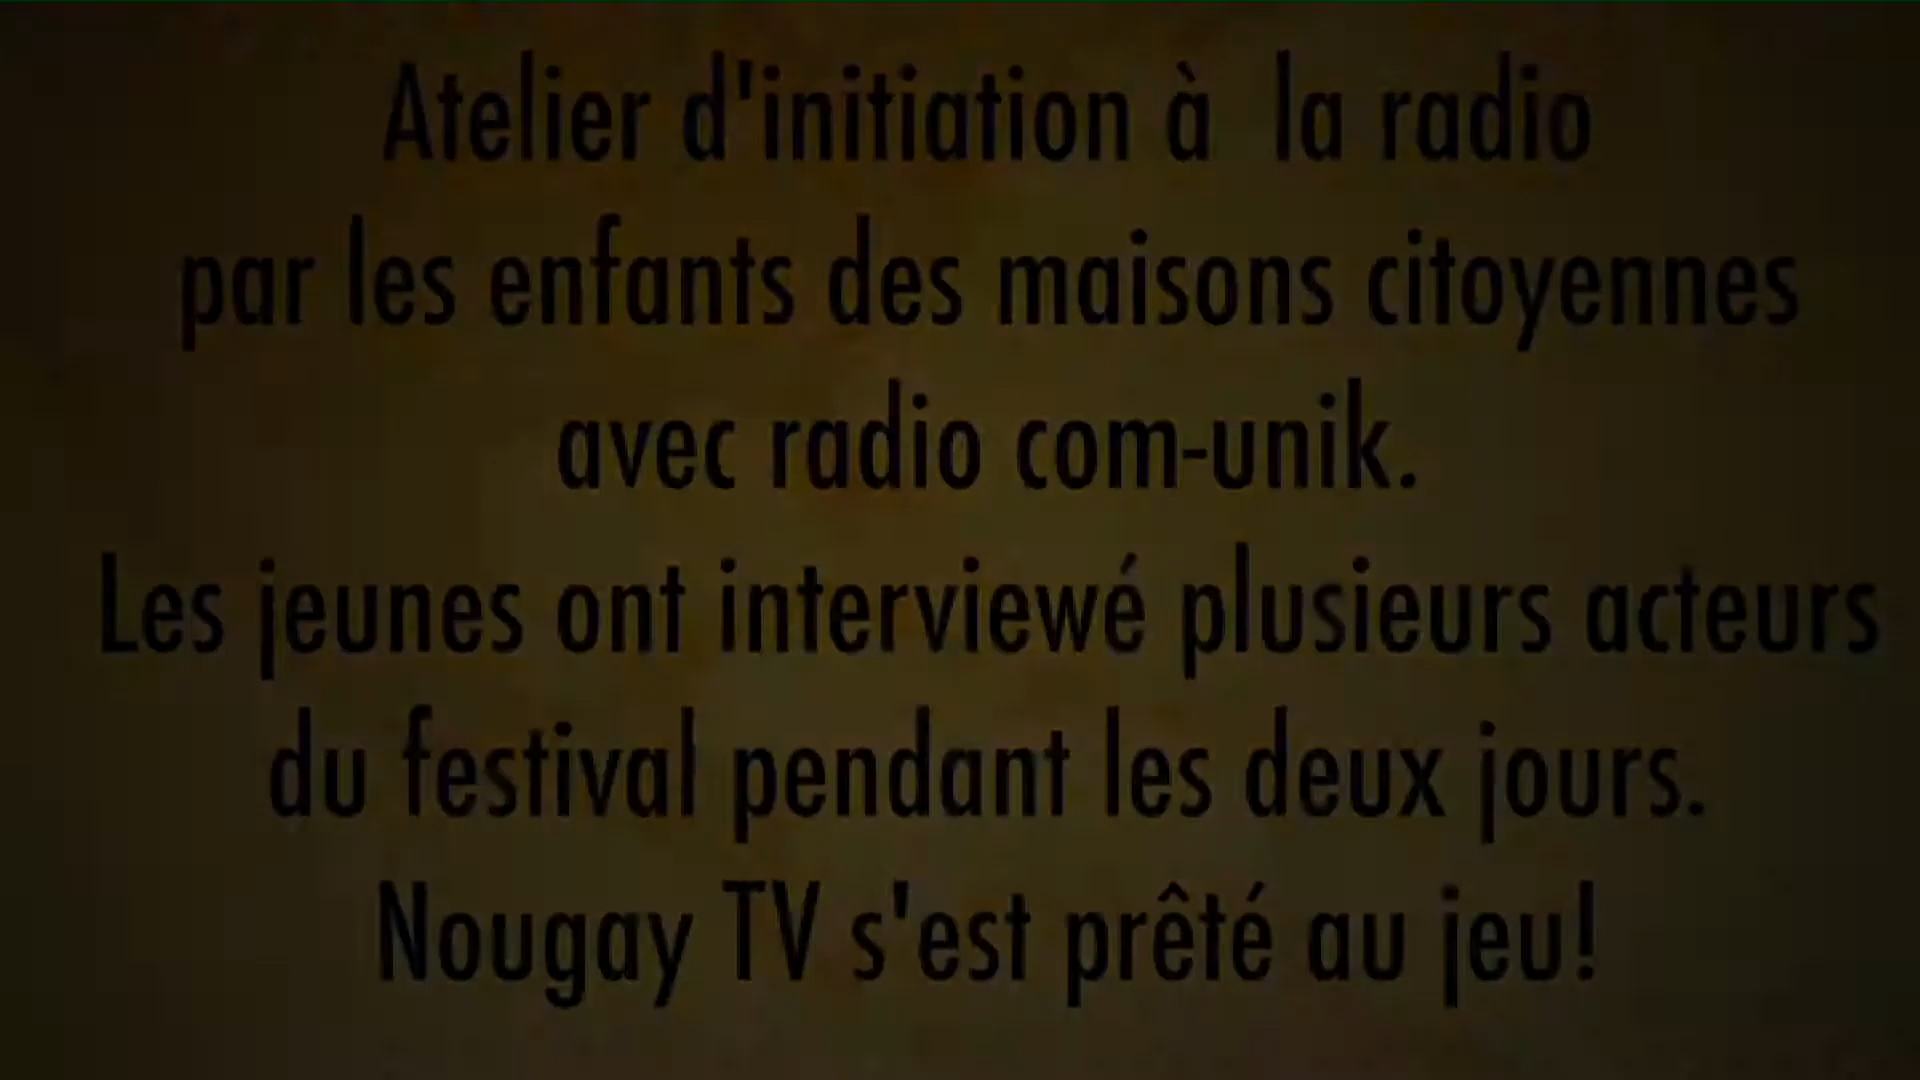 Atelier d'initiation à  la radio
par les enfants des maisons citoyennes
avec radio com-unik.
Les jeunes ont interviewé plusieurs acteurs
du festival pendant les deux jours.
Nougay TV s'est prêté au jeu!